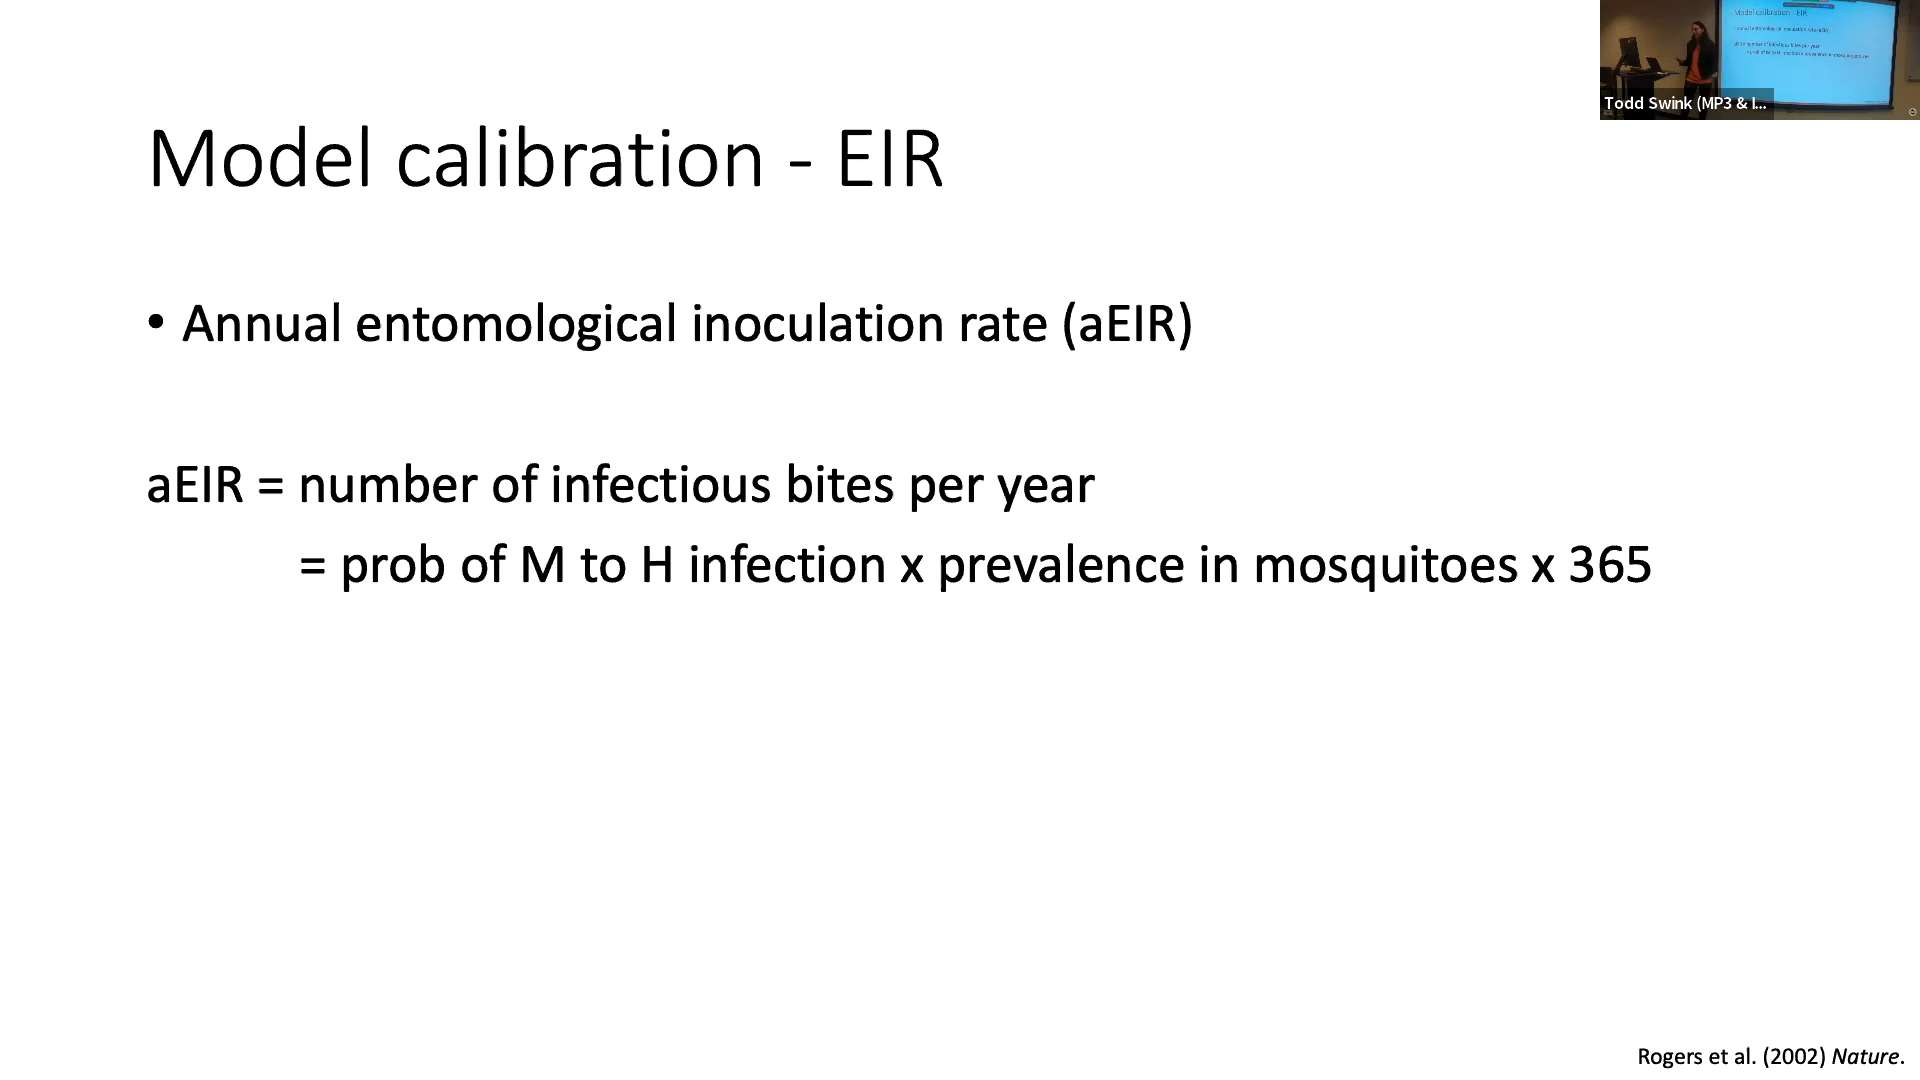 Todd Swink (MP3 & I...
Model calibration - EIR
• Annual entomological inoculation rate (aEIR)
aEIR = number of infectious bites per year
= prob of M to H infection x prevalence in mosquitoes x 365
Rogers et al. (2002) Nature.